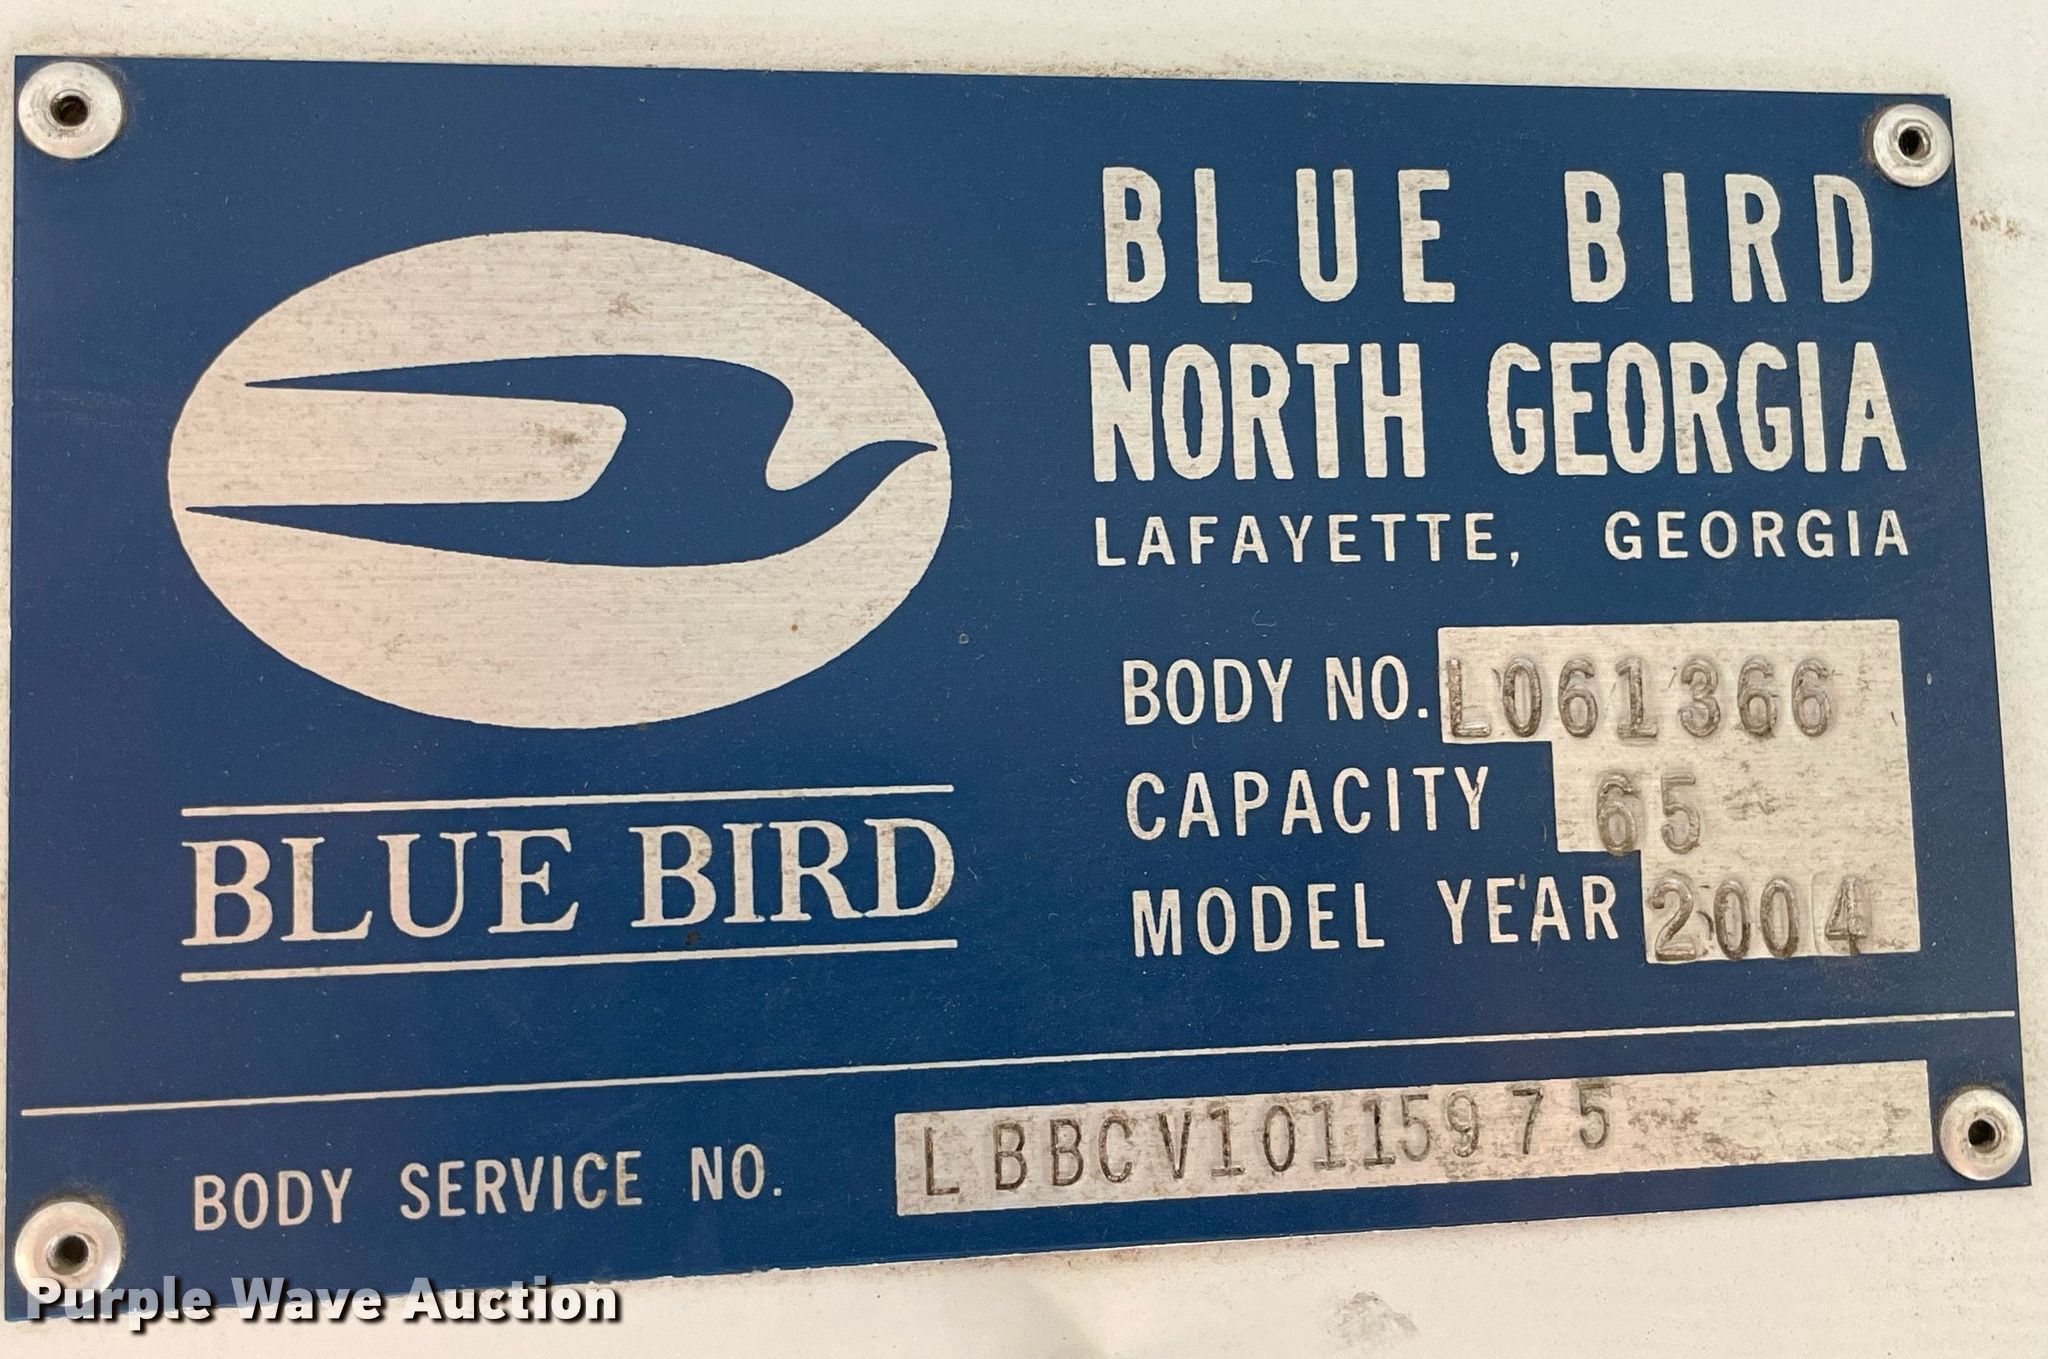 BLUE BIRD
NORTH GEORGIA
LAFAYETTE, GEORGIA
BODY NO. L061366
CAPACITY 65
MODEL YEAR 2004
BLUE BIRD
BODY SERVICE NO. LBBCV10115975
Purple Wave Auction